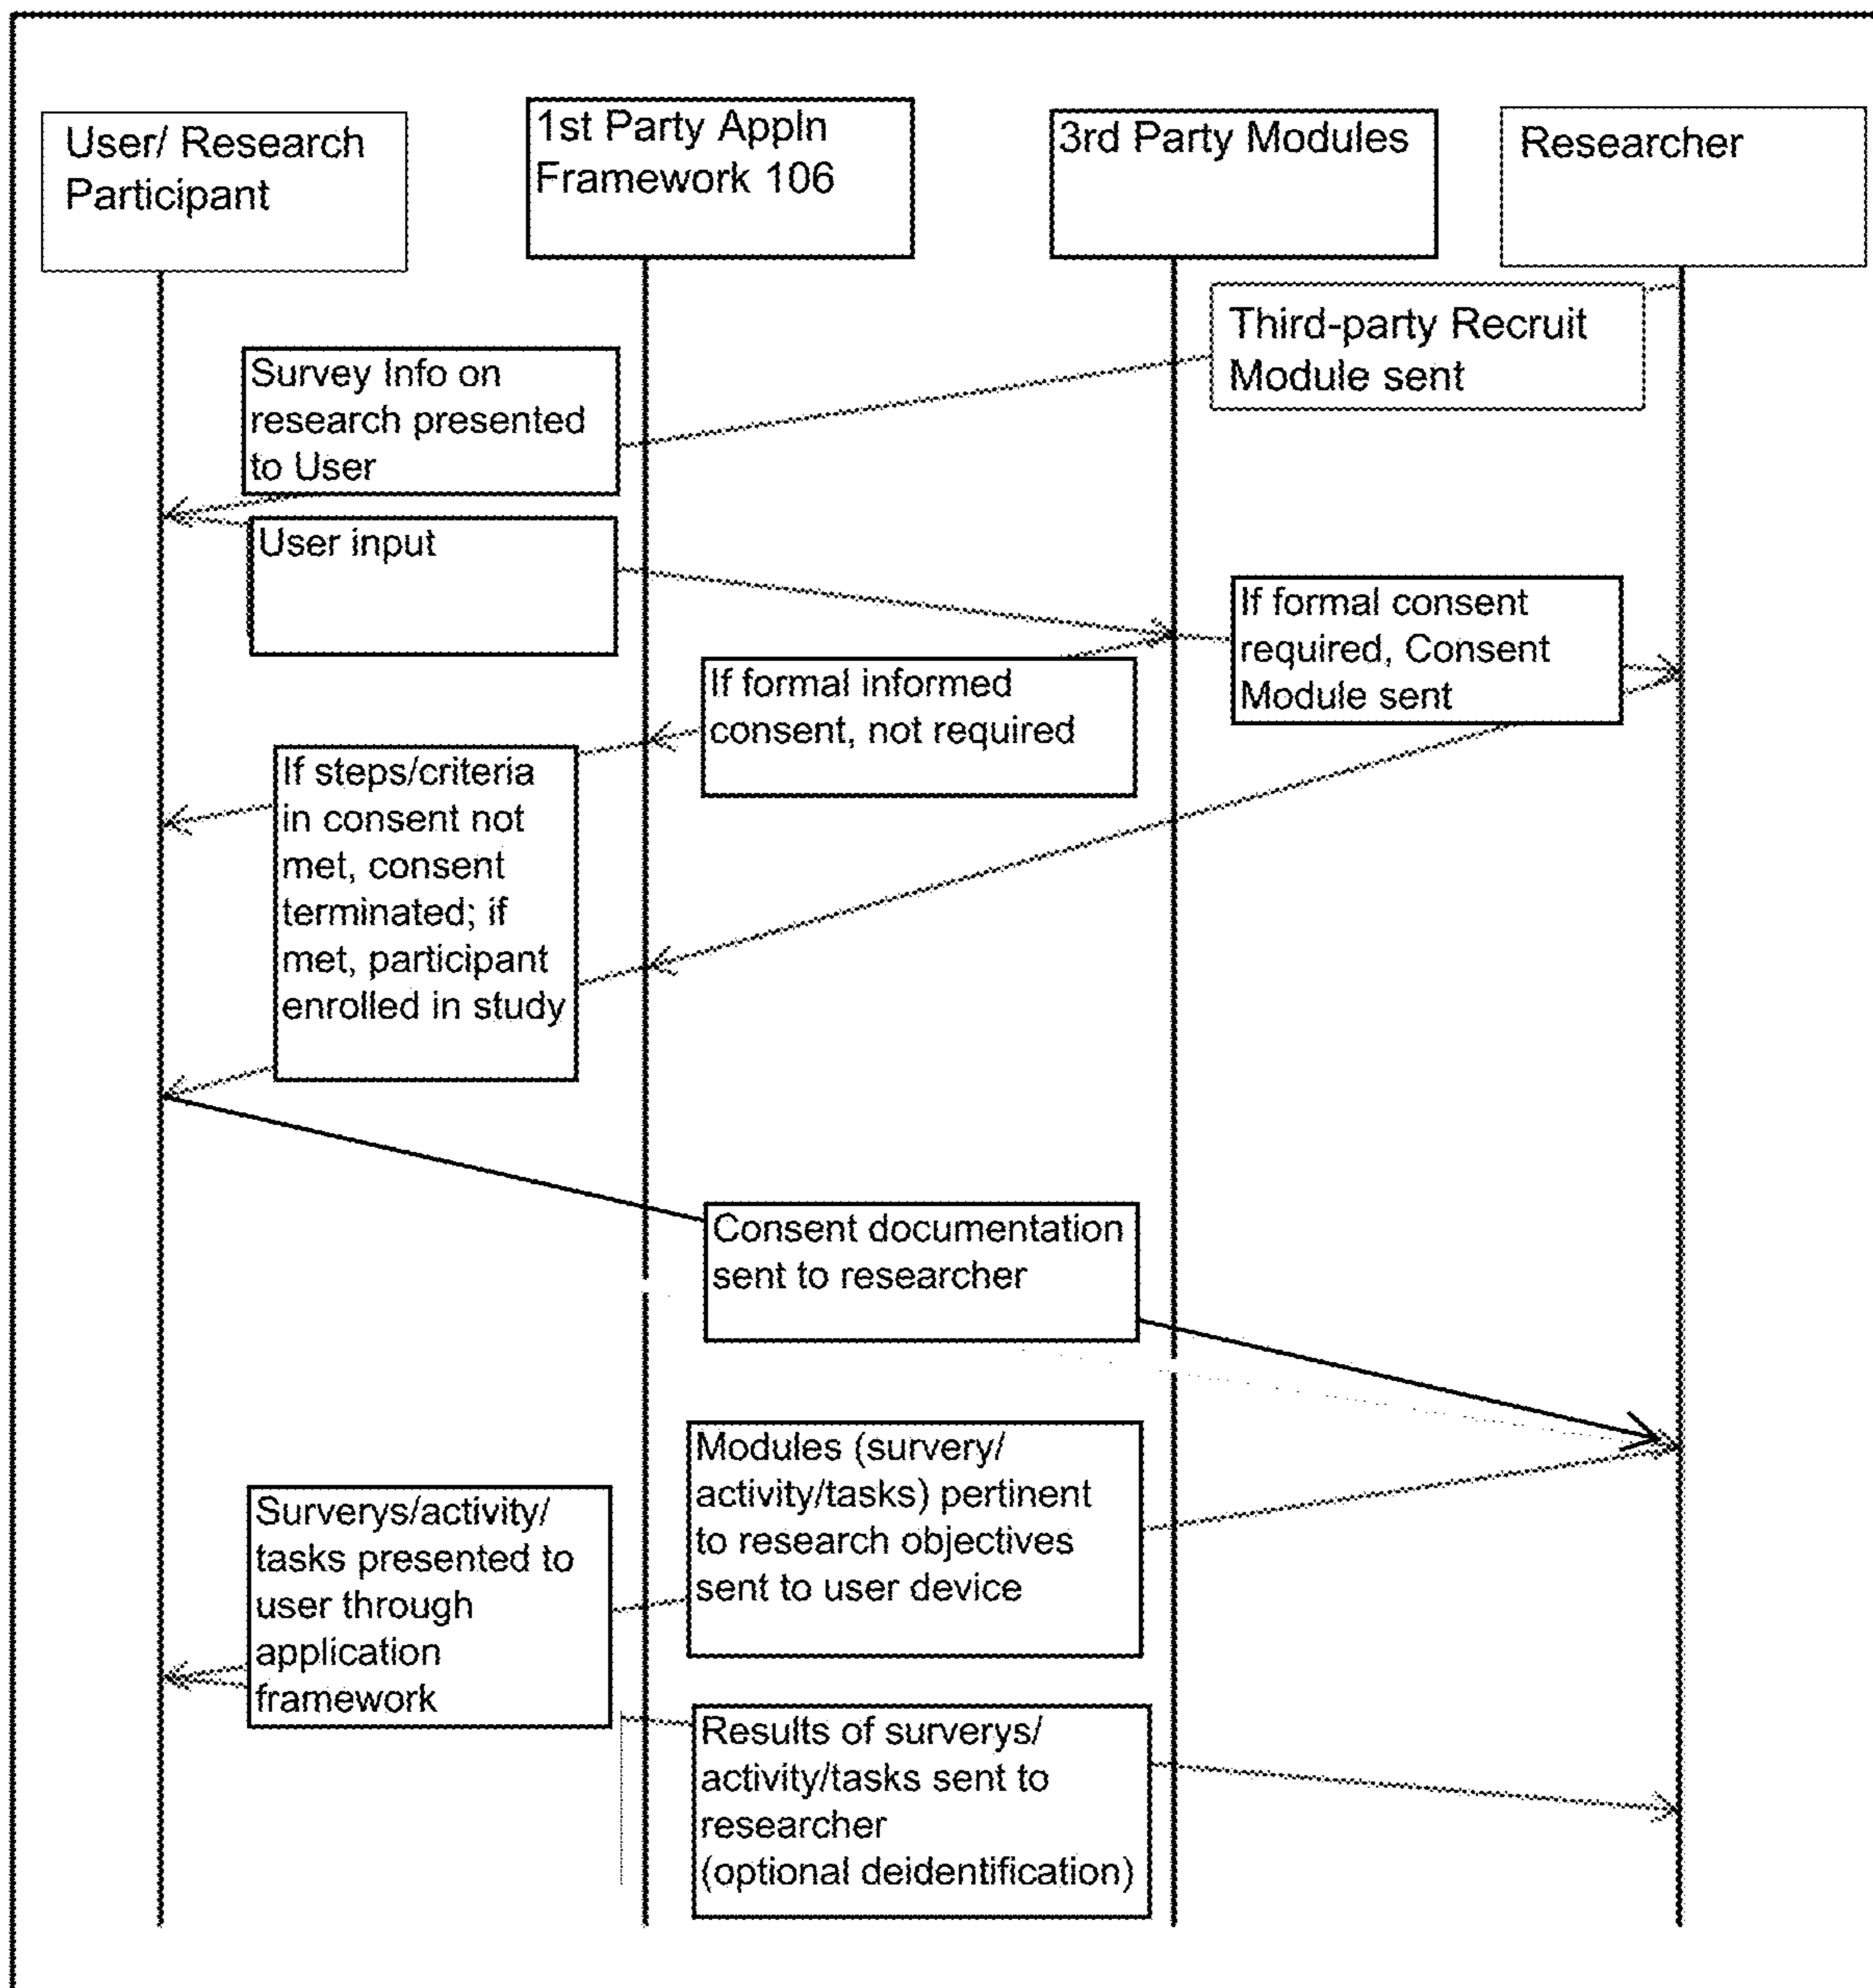 User/ Research
Participant
1st Party Appln
Framework 106
3rd Party Modules
Researcher
Third-party Recruit
Module sent
Survey Info on
research presented
to User
User input
If formal consent
required, Consent
Module sent
If formal informed
consent, not required
If steps/criteria
in consent not
met, consent
terminated; if
met, participant
enrolled in study
Consent documentation
sent to researcher
Modules (survery/
activity/tasks) pertinent
to research objectives
sent to user device
Surverys/activity/
tasks presented to
user through
application
framework
Results of surverys/
activity/tasks sent to
researcher
(optional deidentification)